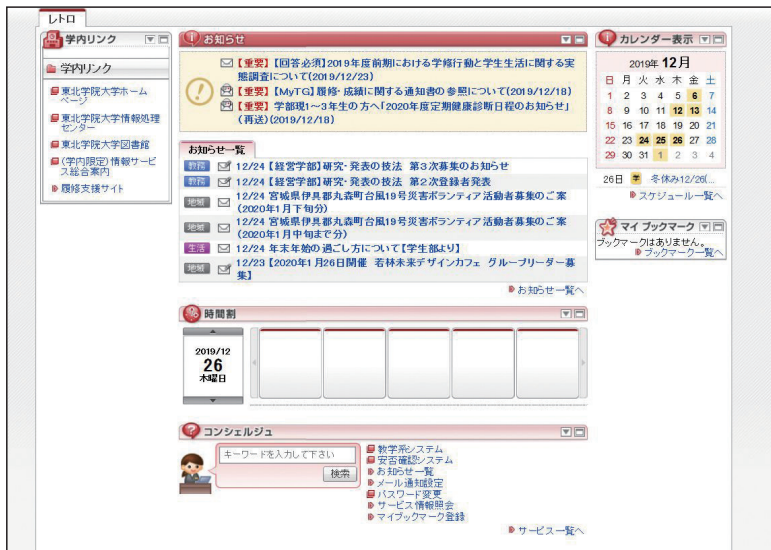 レトロ
学内リンク
学内リンク
東北学院大学ホーム
ページ
東北学院大学情報処理
センター
東北学院大学図書館
(学内限定)情報サービ
ス総合案内
履修支援サイト
お知らせ
【重要】【回答必須】2019年度前期における学修行動と学生生活に関する実
態調査について(2019/12/23)
【重要】【MyTG】履修・成績に関する通知書の参照について(2019/12/18)
【重要】学部現1～3年生の方へ「2020年度定期健康診断日程のお知らせ」
(再送)(2019/12/18)
お知らせ一覧
教務 12/24【経営学部】研究・発表の技法 第3次募集のお知らせ
教務 12/24【経営学部】研究・発表の技法 第2次登録者発表
地域 12/24 宮城県伊具郡丸森町台風19号災害ボランティア活動者募集のご案
(2020年1月下旬分)
地域 12/24 宮城県伊具郡丸森町台風19号災害ボランティア活動者募集のご案
(2020年1月中旬まで分)
生活 12/24 年末年始の過ごし方について【学生部より】
地域 12/23【2020年1月26日開催 若林未来デザインカフェ グループリーダー募
集】
お知らせ一覧へ
時間割
2019/12
26
木曜日
コンシェルジュ
キーワードを入力して下さい
検索
教学系システム
安否確認システム
お知らせ一覧
メール通知設定
パスワード変更
サービス情報照会
マイブックマーク登録
サービス一覧へ
カレンダー表示
2019年 12月
日 月 火 水 木 金 土
1 2 3 4 5 6 7
8 9 10 11 12 13 14
15 16 17 18 19 20 21
22 23 24 25 26 27 28
29 30 31 1 2 3 4
26日 学 冬休み12/26(...
スケジュール一覧へ
マイ ブックマーク
ブックマークはありません。
ブックマーク一覧へ